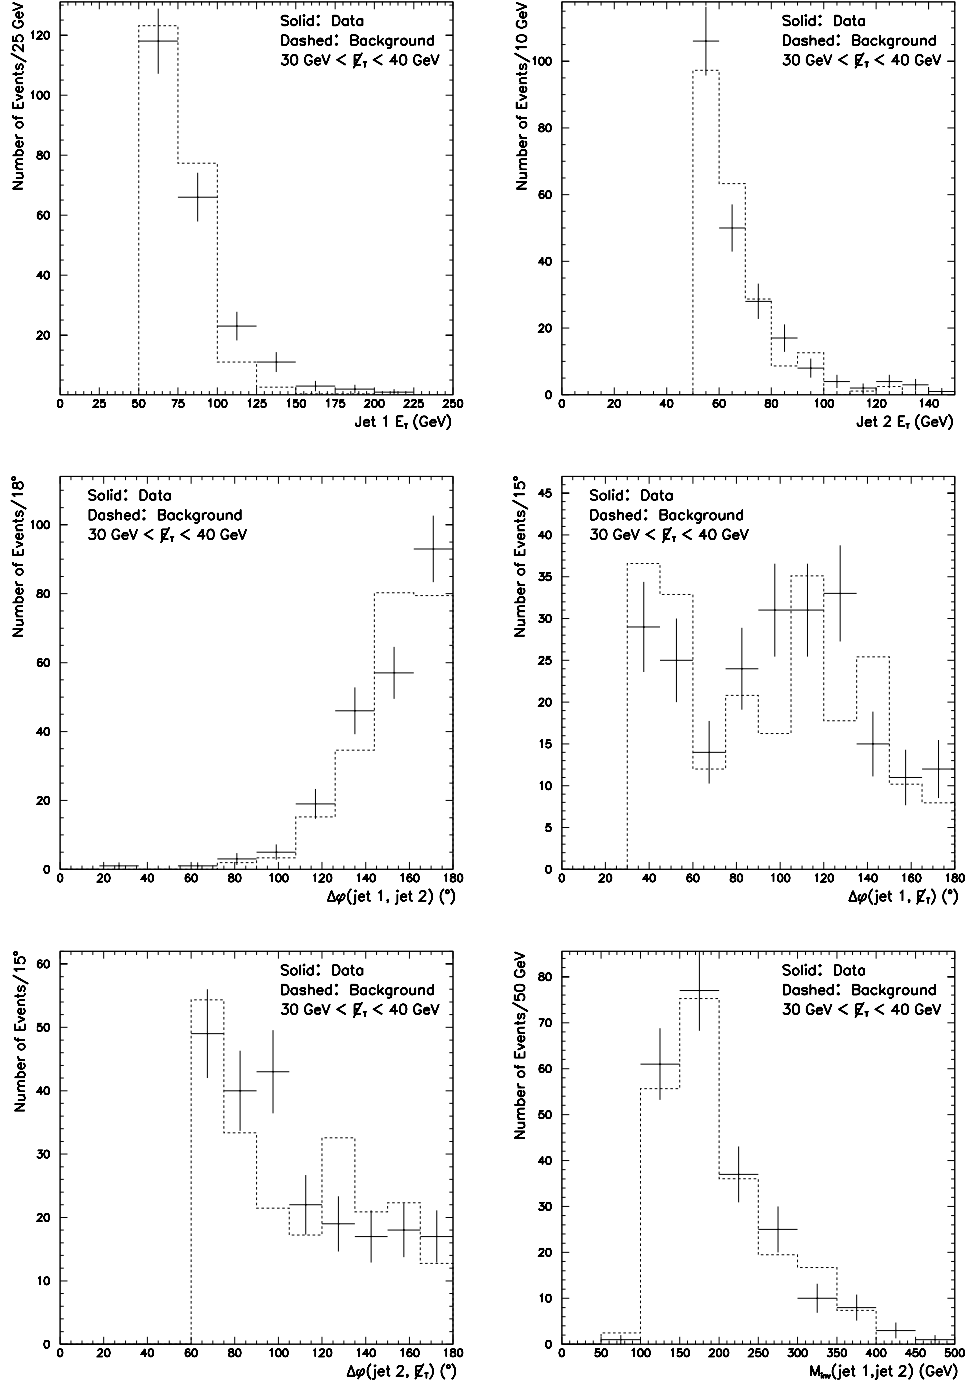 Number of Events/25 GeV
Solid: Data
Dashed: Background
30 GeV < E̸T < 40 GeV
120
100
80
60
40
20
0 25 50 75 100 125 150 175 200 225 250
Jet 1 ET (GeV)
Number of Events/10 GeV
Solid: Data
Dashed: Background
30 GeV < E̸T < 40 GeV
100
80
60
40
20
0
0 20 40 60 80 100 120 140
Jet 2 ET (GeV)
Number of Events/18°
Solid: Data
Dashed: Background
30 GeV < E̸T < 40 GeV
100
80
60
40
20
0
0 20 40 60 80 100 120 140 160 180
Δφ(jet 1, jet 2) (°)
Number of Events/15°
Solid: Data
Dashed: Background
30 GeV < E̸T < 40 GeV
45
40
35
30
25
20
15
10
5
0
0 20 40 60 80 100 120 140 160 180
Δφ(jet 1, E̸T) (°)
Number of Events/15°
Solid: Data
Dashed: Background
30 GeV < E̸T < 40 GeV
60
50
40
30
20
10
0
0 20 40 60 80 100 120 140 160 180
Δφ(jet 2, E̸T) (°)
Number of Events/50 GeV
Solid: Data
Dashed: Background
30 GeV < E̸T < 40 GeV
80
70
60
50
40
30
20
10
0
0 50 100 150 200 250 300 350 400 450 500
Minv(jet 1,jet 2) (GeV)